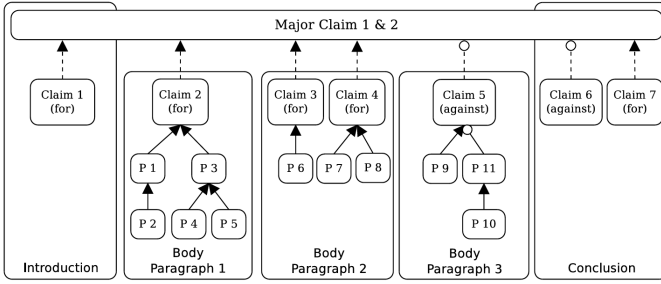 Major Claim 1 & 2
Claim 1
(for)
Claim 2
(for)
Claim 3
(for)
Claim 4
(for)
Claim 5
(against)
Claim 6
(against)
Claim 7
(for)
P 1
P 3
P 6
P 7
P 8
P 9
P 11
P 2
P 4
P 5
P 10
Introduction
Body
Paragraph 1
Body
Paragraph 2
Body
Paragraph 3
Conclusion